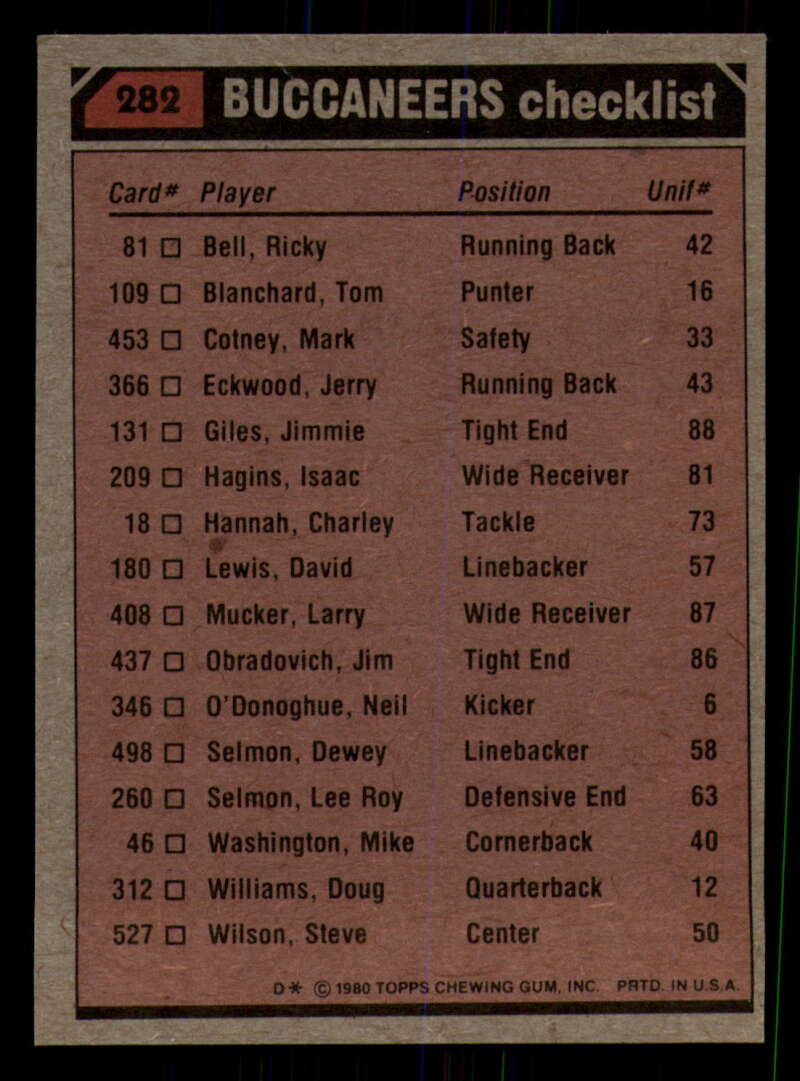 282 BUCCANEERS checklist
Card# Player Position Unif#
81 □ Bell, Ricky Running Back 42
109 □ Blanchard, Tom Punter 16
453 □ Cotney, Mark Safety 33
366 □ Eckwood, Jerry Running Back 43
131 □ Giles, Jimmie Tight End 88
209 □ Hagins, Isaac Wide Receiver 81
18 □ Hannah, Charley Tackle 73
180 □ Lewis, David Linebacker 57
408 □ Mucker, Larry Wide Receiver 87
437 □ Obradovich, Jim Tight End 86
346 □ O'Donoghue, Neil Kicker 6
498 □ Selmon, Dewey Linebacker 58
260 □ Selmon, Lee Roy Defensive End 63
46 □ Washington, Mike Cornerback 40
312 □ Williams, Doug Quarterback 12
527 □ Wilson, Steve Center 50
D* © 1980 TOPPS CHEWING GUM, INC. PRTD. IN U.S.A.